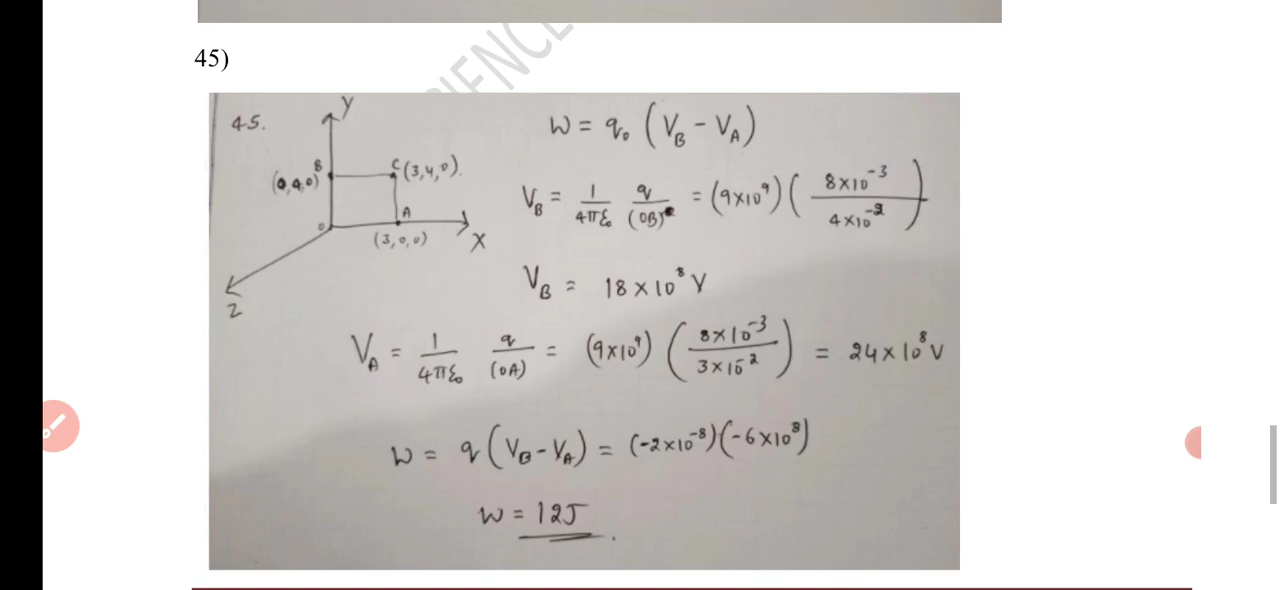 45)
45.
Y
B
(0,4,0)
C (3,4,0).
O
A
(3,0,0)
X
Z
W = q₀ (V_B - V_A)
V_B = 1/4πε₀ q/(OB) = (9×10⁹) (8×10⁻³/4×10⁻²)
V_B = 18×10⁸ V
V_A = 1/4πε₀ q/(OA) = (9×10⁹) (8×10⁻³/3×10⁻²) = 24×10⁸ V
W = q (V_B - V_A) = (-2×10⁻⁸)(-6×10⁸)
W = 12J.